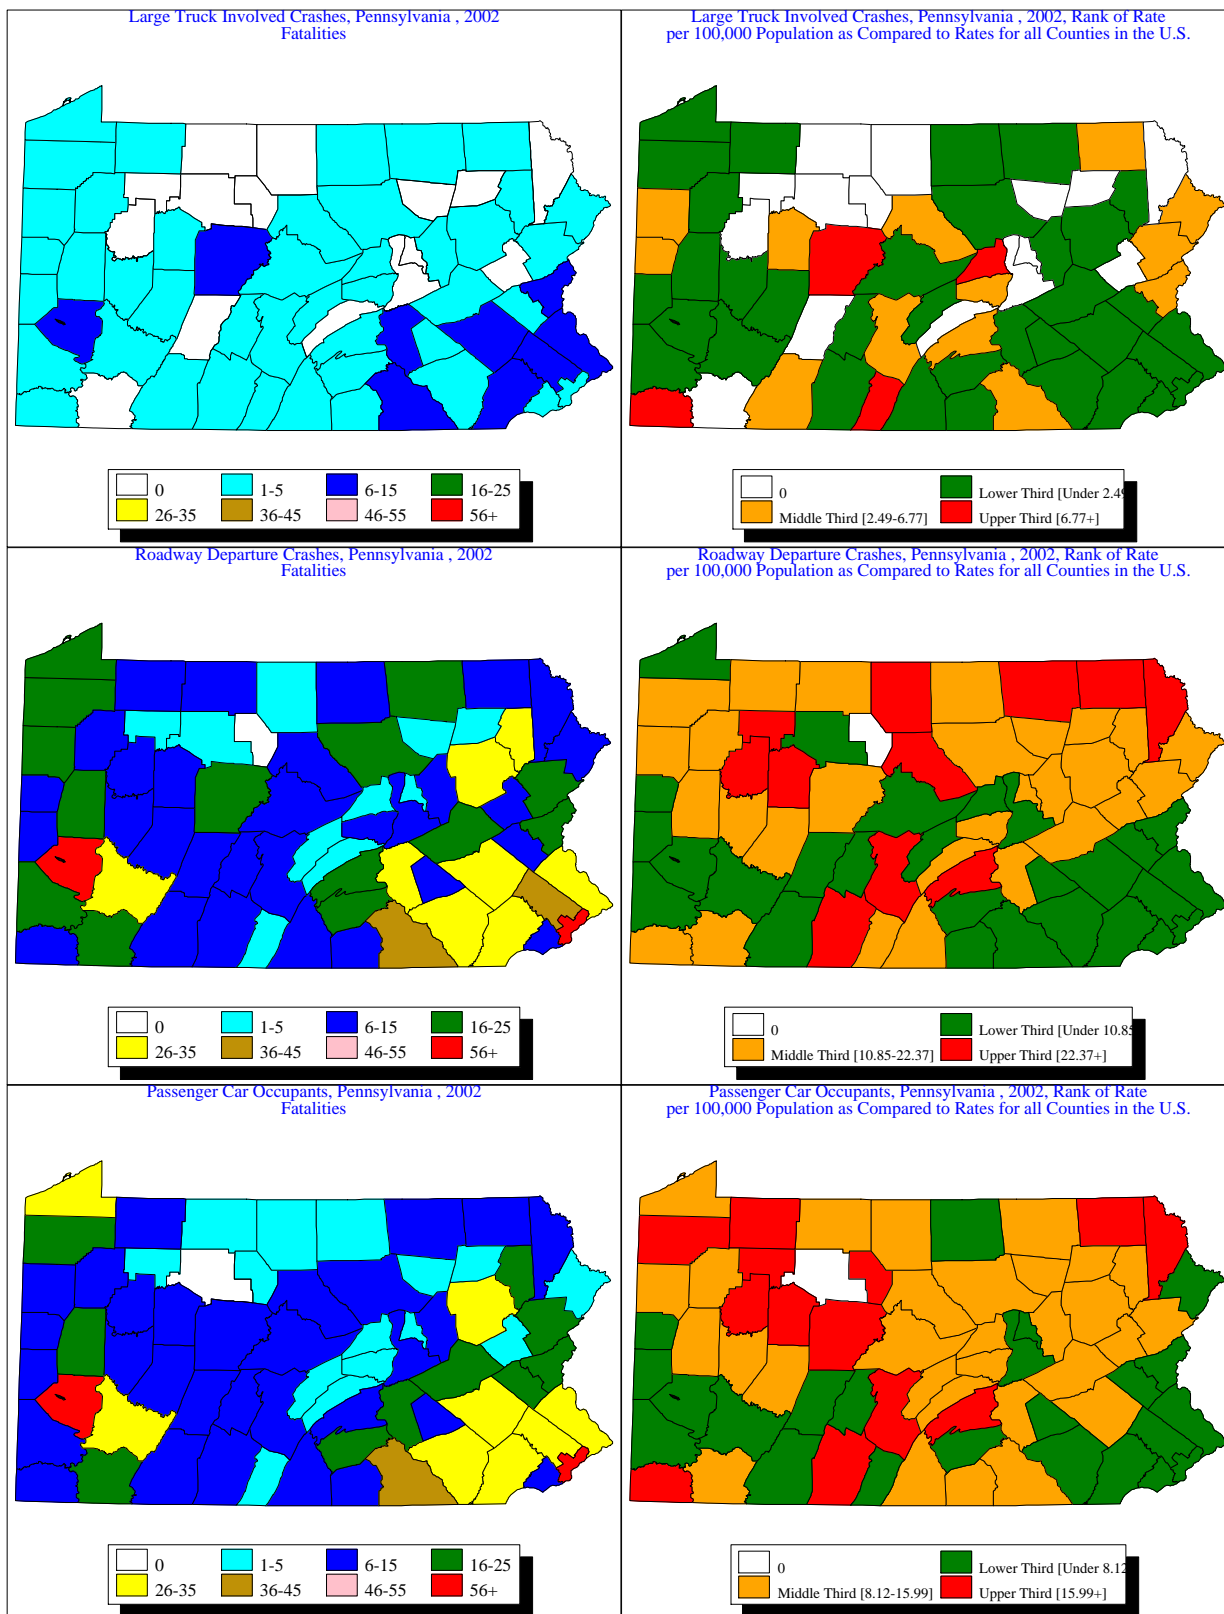 Large Truck Involved Crashes, Pennsylvania , 2002
Fatalities
0
1-5
6-15
16-25
26-35
36-45
46-55
56+
Large Truck Involved Crashes, Pennsylvania , 2002, Rank of Rate
per 100,000 Population as Compared to Rates for all Counties in the U.S.
0
Lower Third [Under 2.49
Middle Third [2.49-6.77]
Upper Third [6.77+]
Roadway Departure Crashes, Pennsylvania , 2002
Fatalities
0
1-5
6-15
16-25
26-35
36-45
46-55
56+
Roadway Departure Crashes, Pennsylvania , 2002, Rank of Rate
per 100,000 Population as Compared to Rates for all Counties in the U.S.
0
Lower Third [Under 10.85
Middle Third [10.85-22.37]
Upper Third [22.37+]
Passenger Car Occupants, Pennsylvania , 2002
Fatalities
0
1-5
6-15
16-25
26-35
36-45
46-55
56+
Passenger Car Occupants, Pennsylvania , 2002, Rank of Rate
per 100,000 Population as Compared to Rates for all Counties in the U.S.
0
Lower Third [Under 8.12
Middle Third [8.12-15.99]
Upper Third [15.99+]